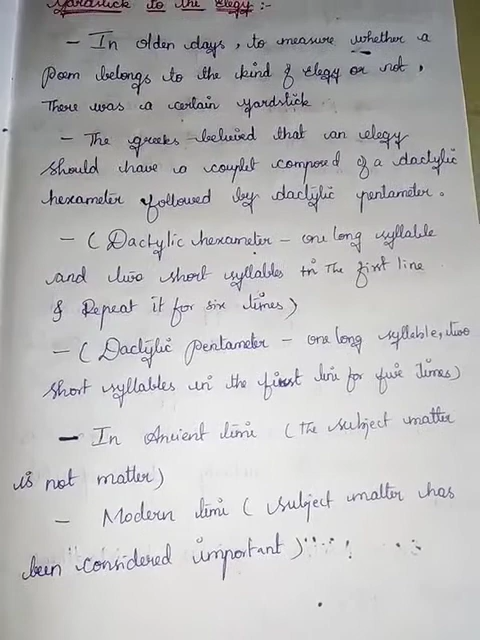 Yardstick to the Elegy :-
- In olden days, to measure whether a
Poem belongs to the kind of Elegy or not,
There was a certain yardstick.
- The greeks believed that an elegy
should have a couplet composed of a dactylic
hexameter followed by dactylic pentameter.
- (Dactylic hexameter - one long syllable
and two short syllables in the first line
& Repeat it for six times)
- (Dactylic pentameter - one long syllable, two
short syllables in the first line for five times)
- In Ancient time (the subject matter
is not matter)
- Modern time (subject matter has
been considered important)